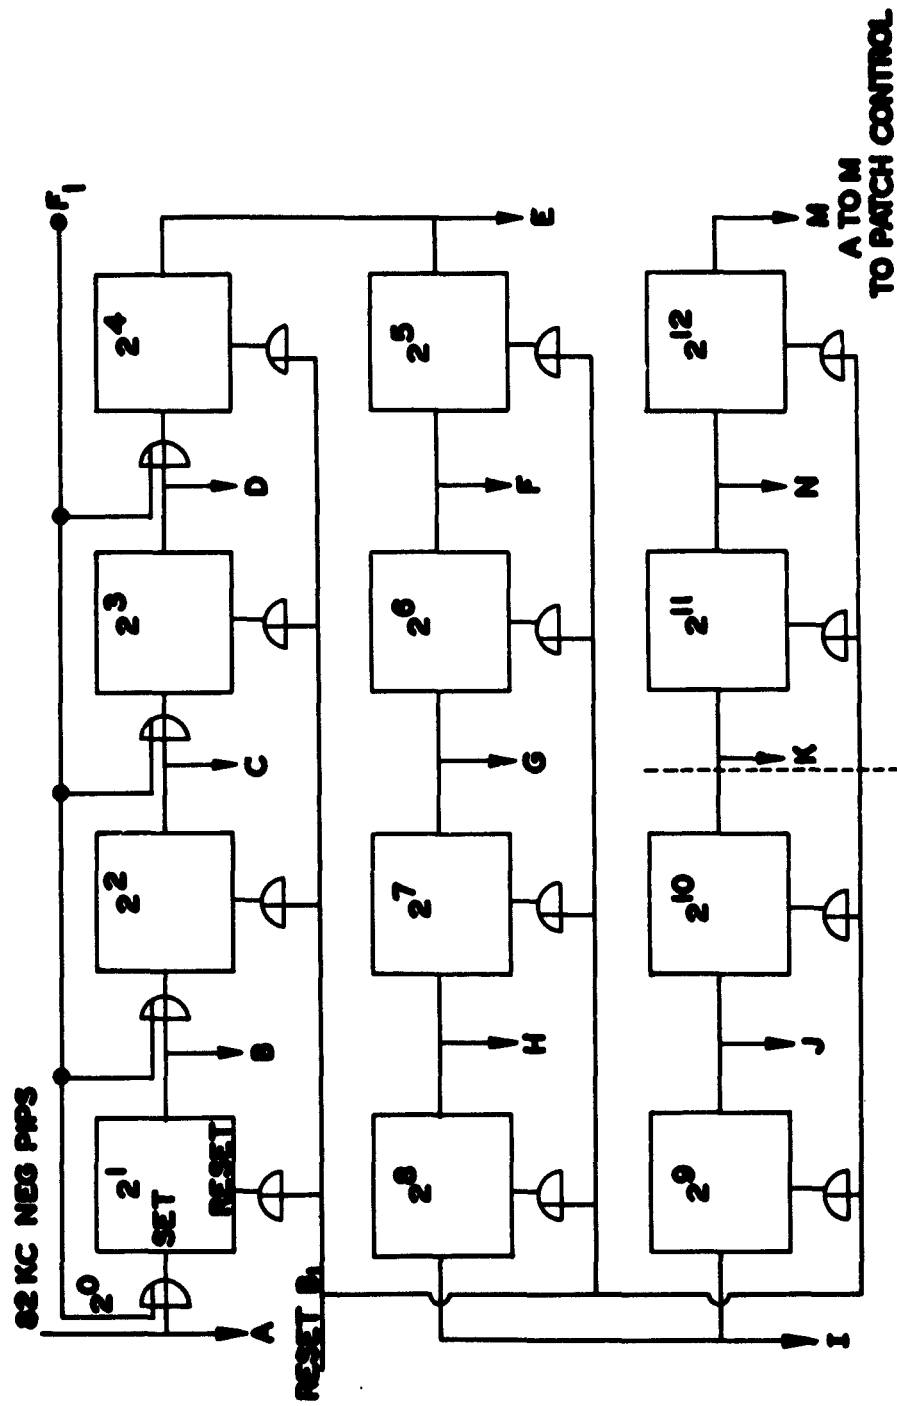 82 KC NEG PIPS
F1
2^0
2^1
SET
RESET
2^2
2^3
2^4
A
B
C
D
E
RESET B1
2^8
2^7
2^6
2^5
H
G
F
2^9
2^10
2^11
2^12
I
J
K
N
M
A TO M
TO PATCH CONTROL